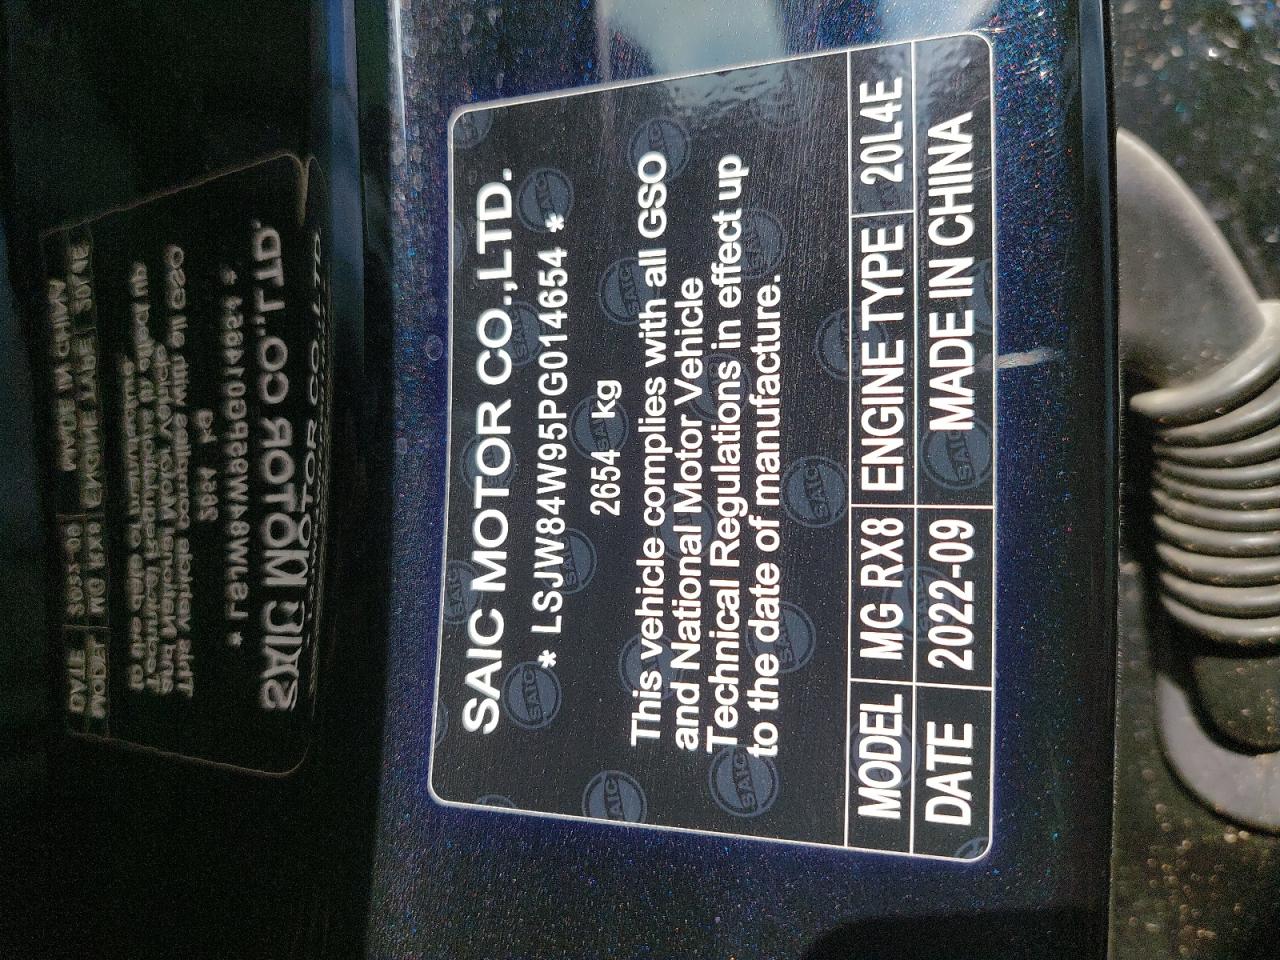 SAIC MOTOR CO.,LTD.
* LSJW84W95PG014654 *
2654 kg
This vehicle complies with all GSO
and National Motor Vehicle
Technical Regulations in effect up
to the date of manufacture.
MODEL MG RX8 ENGINE TYPE 20L4E
DATE 2022-09 MADE IN CHINA